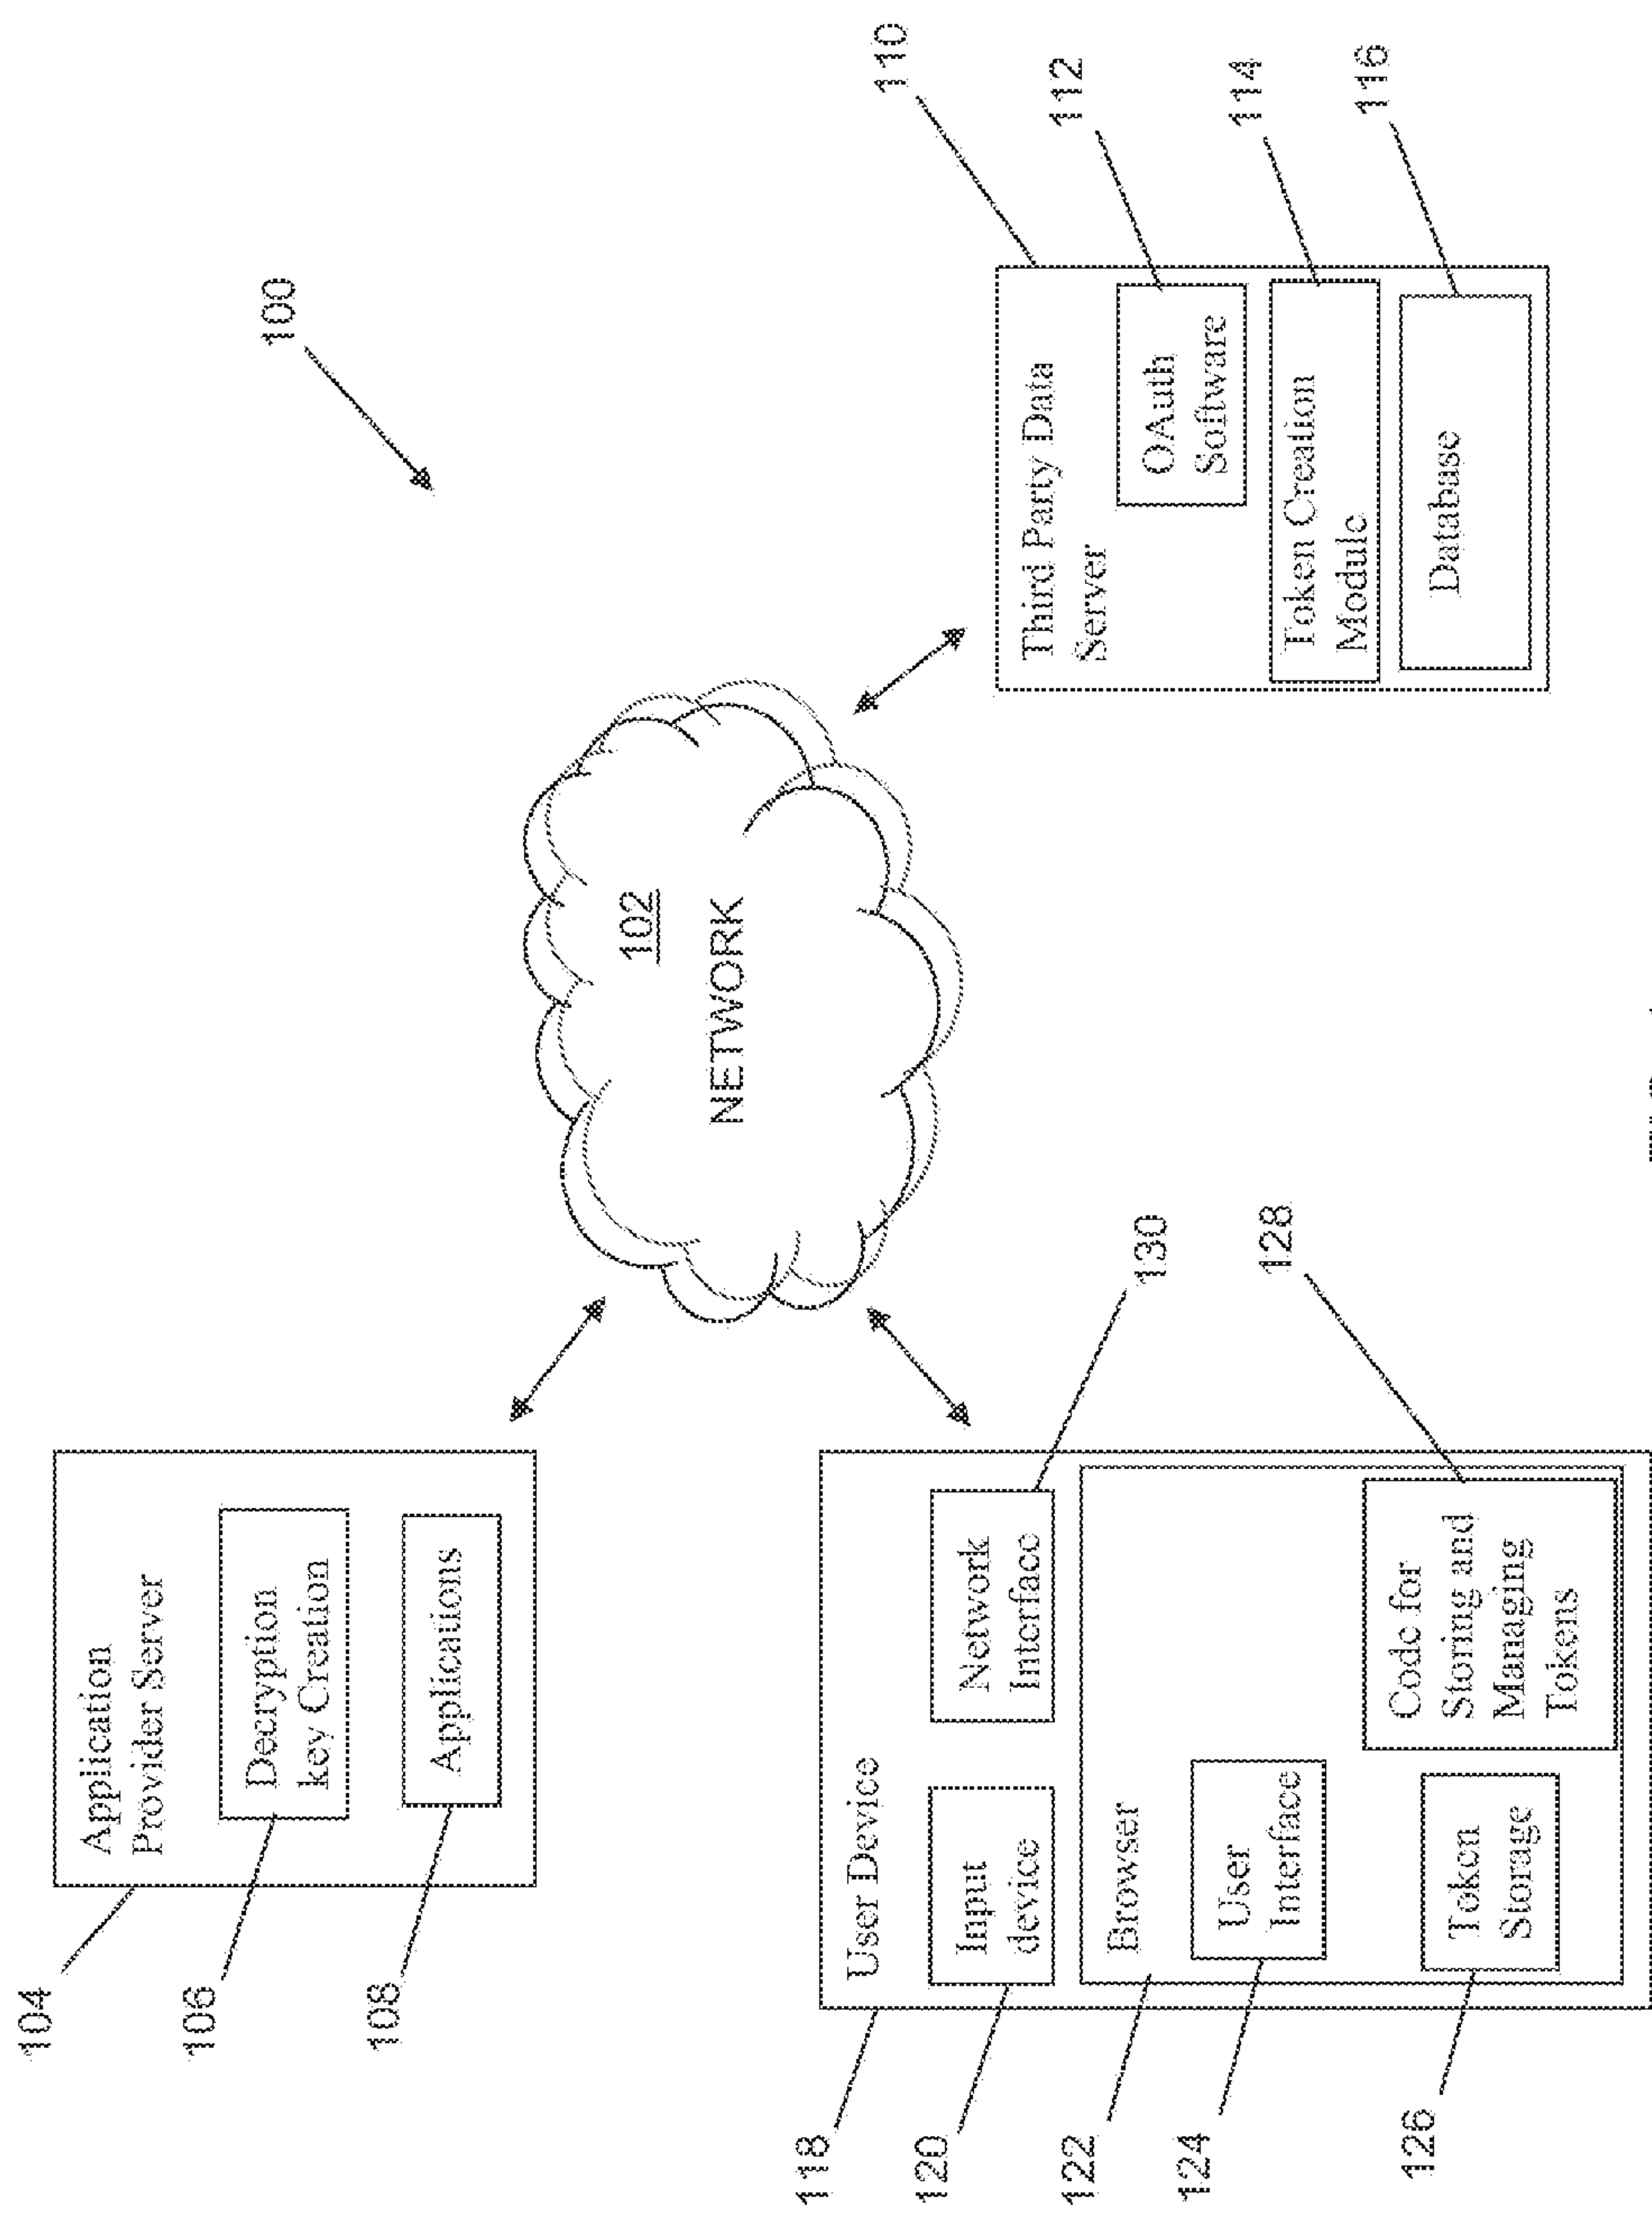 100
104
Application
Provider Server
106
Decryption
key Creation
108
Applications
102
NETWORK
118
User Device
120
Input
device
Network
Interface
130
122
Browser
124
User
Interface
126
Token
Storage
Code for
Storing and
Managing
Tokens
128
110
Third Party Data
Server
OAuth
Software
112
Token Creation
Module
114
Database
116